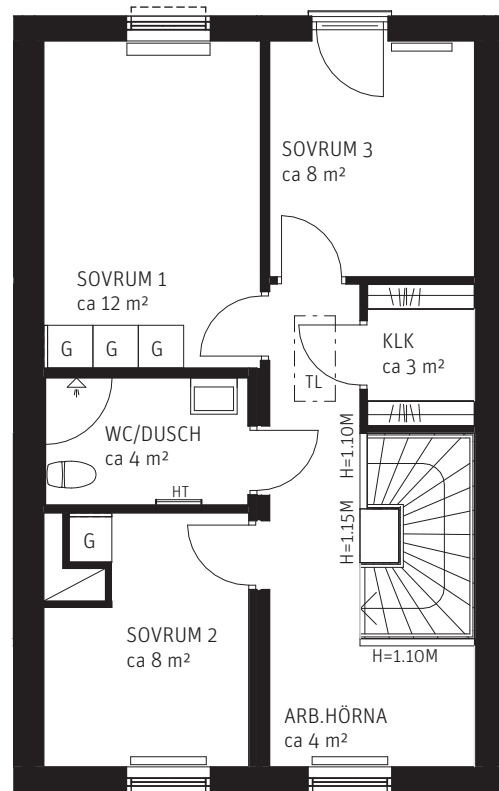 SOVRUM 3
ca 8 m²
SOVRUM 1
ca 12 m²
G
G
G
TL
KLK
ca 3 m²
WC/DUSCH
ca 4 m²
HT
H=1.10M
H=1.15M
G
SOVRUM 2
ca 8 m²
H=1.10M
ARB.HÖRNA
ca 4 m²